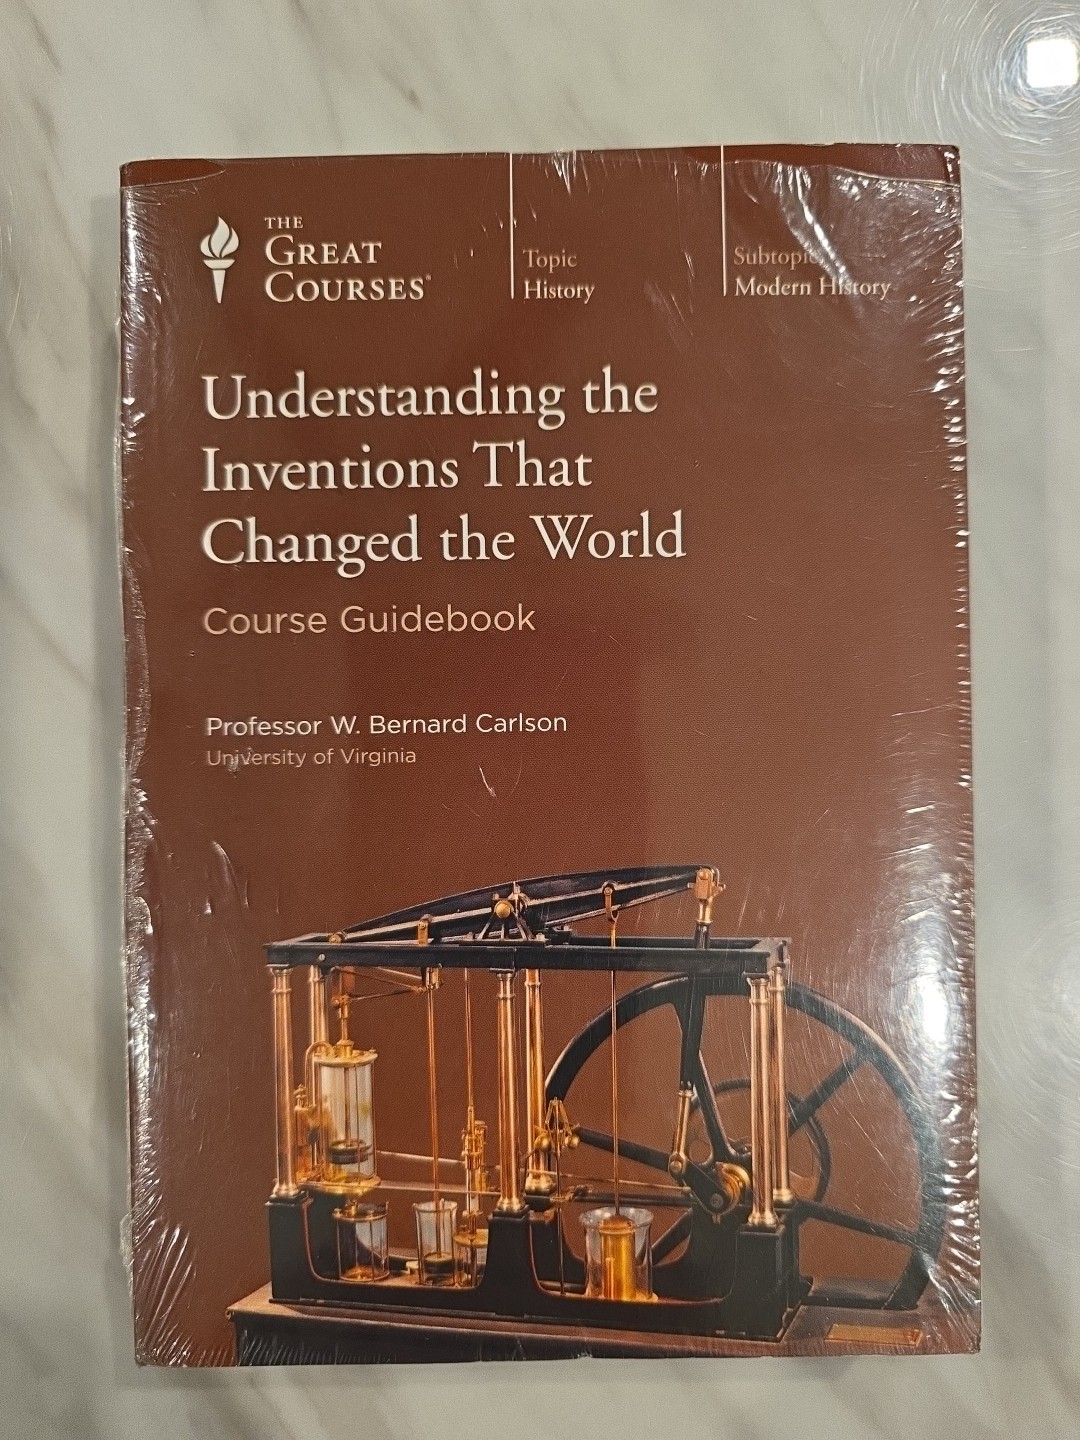 THE
GREAT
COURSES®
Topic
History
Subtopic
Modern History
Understanding the
Inventions That
Changed the World
Course Guidebook
Professor W. Bernard Carlson
University of Virginia